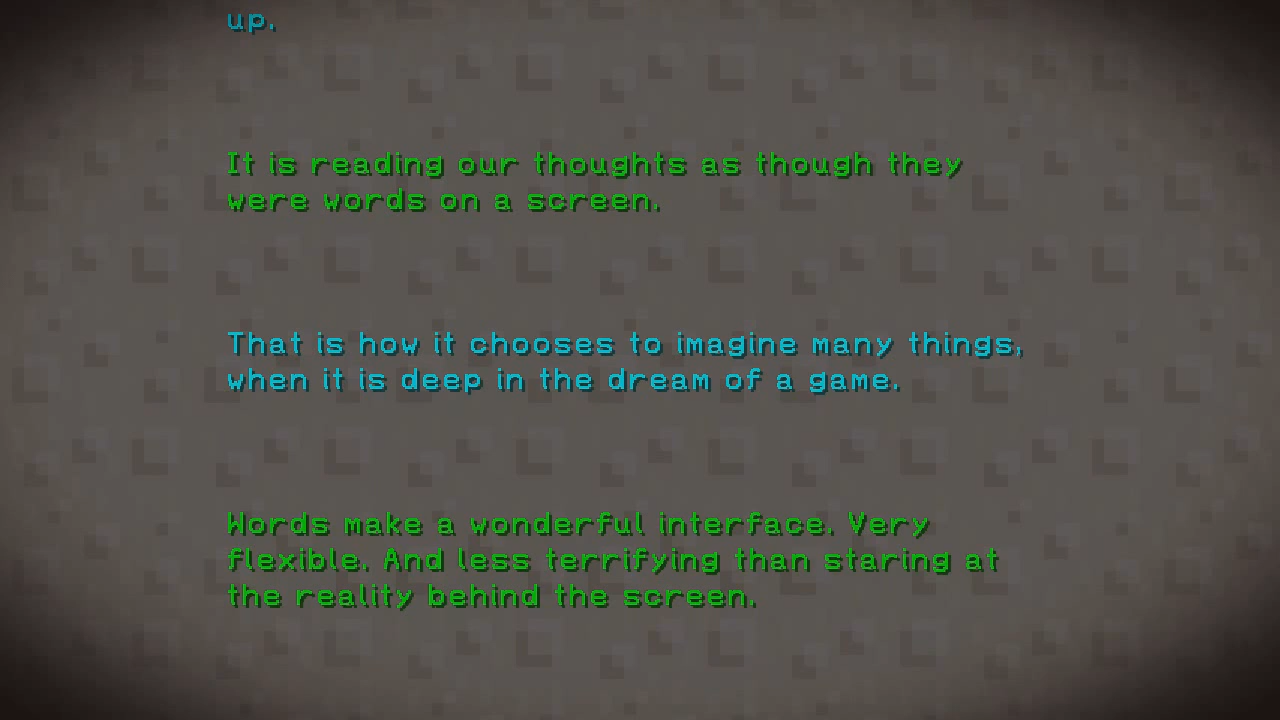 up.
It is reading our thoughts as though they
were words on a screen.
That is how it chooses to imagine many things,
when it is deep in the dream of a game.
Words make a wonderful interface. Very
flexible. And less terrifying than staring at
the reality behind the screen.